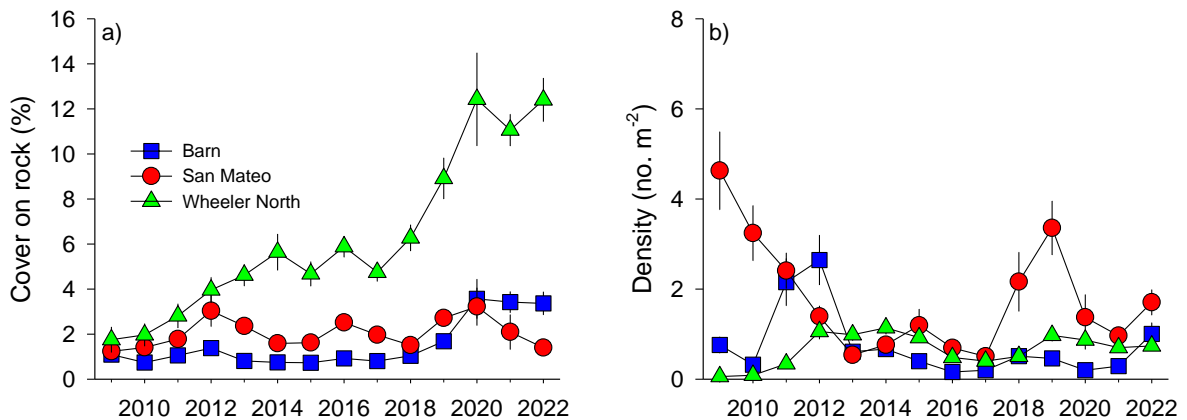 a)
Cover on rock (%)
16
14
12
10
8
6
4
2
0
Barn
San Mateo
Wheeler North
2010 2012 2014 2016 2018 2020 2022
b)
Density (no. m⁻²)
8
6
4
2
0
2010 2012 2014 2016 2018 2020 2022